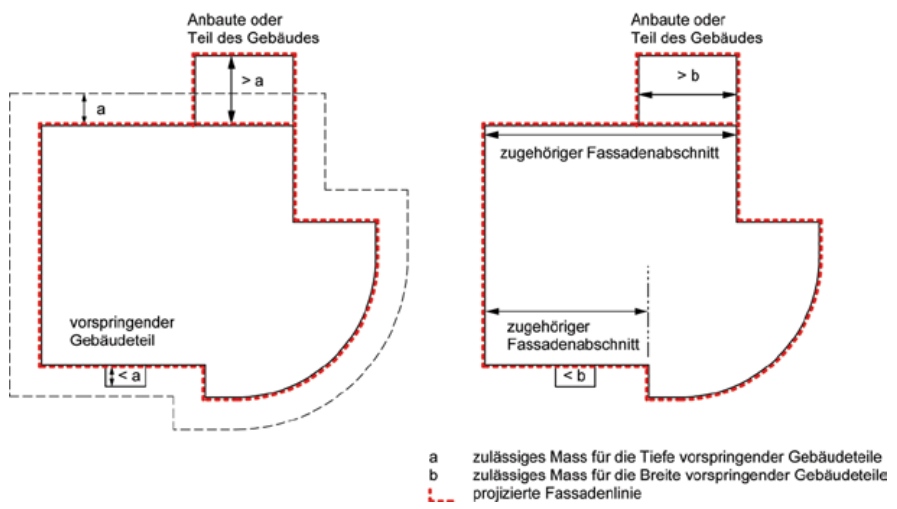 Anbaute oder
Teil des Gebäudes
> a
a
vorspringender
Gebäudeteil
< a
Anbaute oder
Teil des Gebäudes
> b
zugehöriger Fassadenabschnitt
zugehöriger
Fassadenabschnitt
< b
a zulässiges Mass für die Tiefe vorspringender Gebäudeteile
b zulässiges Mass für die Breite vorspringender Gebäudeteile
projizierte Fassadenlinie